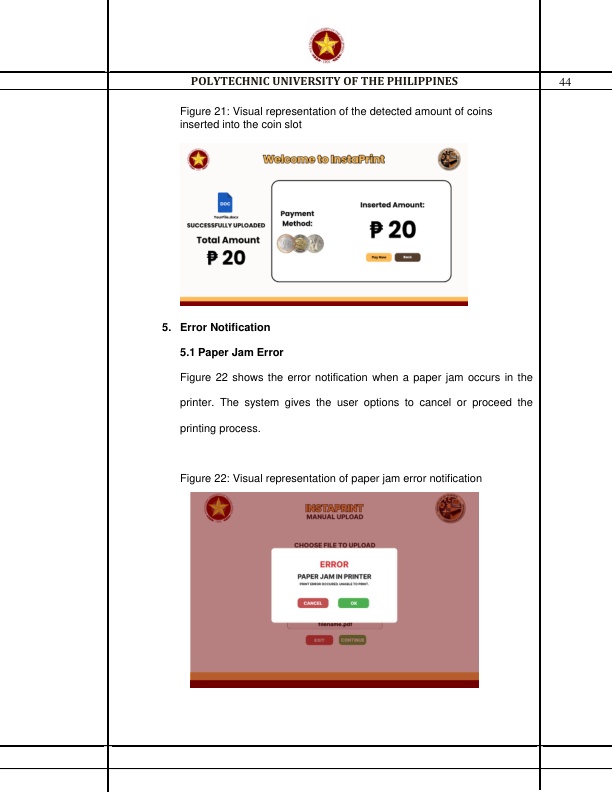 POLYTECHNIC UNIVERSITY OF THE PHILIPPINES
44
Figure 21: Visual representation of the detected amount of coins
inserted into the coin slot
Welcome to InstaPrint
DOC
YourFile.docx
SUCCESSFULLY UPLOADED
Total Amount
₱ 20
Payment
Method:
Inserted Amount:
₱ 20
Pay Now
Back
5. Error Notification
5.1 Paper Jam Error
Figure 22 shows the error notification when a paper jam occurs in the
printer. The system gives the user options to cancel or proceed the
printing process.
Figure 22: Visual representation of paper jam error notification
INSTAPRINT
MANUAL UPLOAD
CHOOSE FILE TO UPLOAD
ERROR
PAPER JAM IN PRINTER
PRINT ERROR OCCURED. UNABLE TO PRINT.
CANCEL
OK
filename.pdf
EXIT
CONTINUE